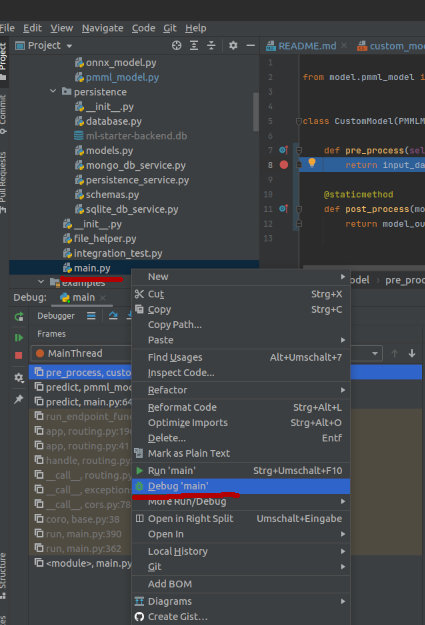 File Edit View Navigate Code Git Help
Project
README.md
custom_mo
Project
Commit
Pull Requests
onnx_model.py
pmml_model.py
persistence
__init__.py
database.py
ml-starter-backend.db
models.py
mongo_db_service.py
persistence_service.py
schemas.py
sqlite_db_service.py
__init__.py
file_helper.py
integration_test.py
main.py
examples
1
2 from model.pmml_model i
3
4
5 class CustomModel(PMMLM
6
7 def pre_process(sel
8 return input_da
9
10 @staticmethod
11 def post_process(mo
12 return model_ou
13
odel
pre_proc
Debug: main
Debugger
Frames
MainThread
pre_process, custo
predict, pmml_mod
predict, main.py:64
run_endpoint_func
app, routing.py:19
app, routing.py:41
handle, routing.py
__call__, routing.py
__call__, exception
__call__, cors.py:78
coro, base.py:38
run, main.py:390
run, main.py:362
<module>, main.py
Structure
New
Cut Strg+X
Copy Strg+C
Copy Path...
Paste
Find Usages Alt+Umschalt+7
Inspect Code...
Refactor
Reformat Code Strg+Alt+L
Optimize Imports Strg+Alt+O
Delete... Entf
Mark as Plain Text
Run 'main' Strg+Umschalt+F10
Debug 'main'
More Run/Debug
Open in Right Split Umschalt+Eingabe
Open In
Local History
Git
Add BOM
Diagrams
Create Gist...